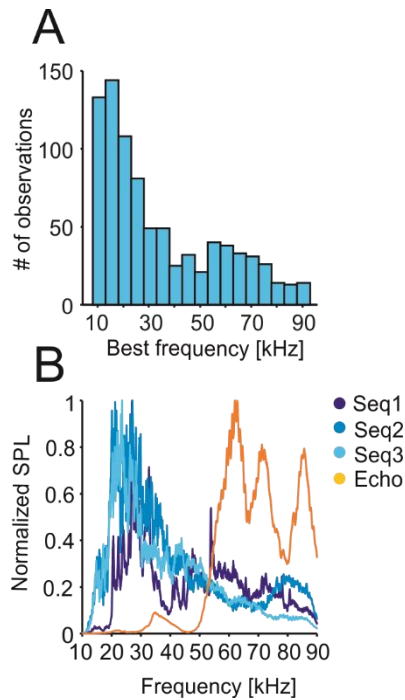 A
150
100
50
0
# of observations
10 30 50 70 90
Best frequency [kHz]
B
1
0.8
0.6
0.4
0.2
0
Normalized SPL
Seq1
Seq2
Seq3
Echo
10 20 30 40 50 60 70 80 90
Frequency [kHz]